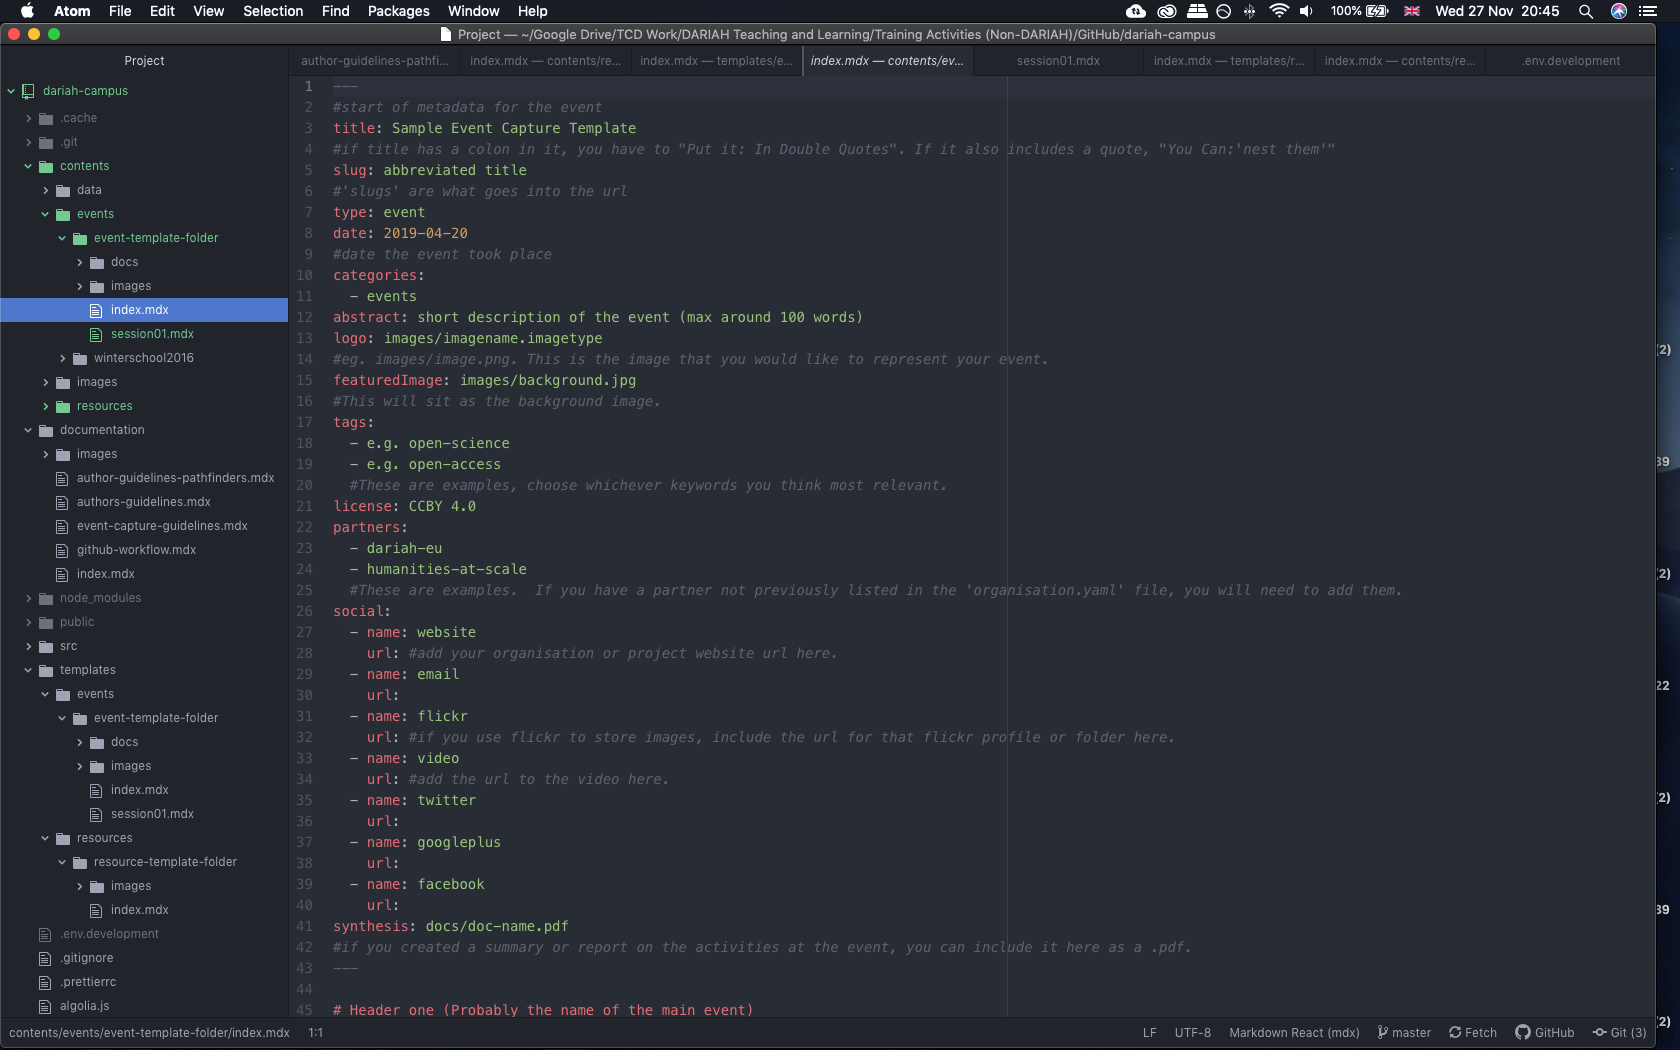 Atom File Edit View Selection Find Packages Window Help 100% Wed 27 Nov 20:45
Project — ~/Google Drive/TCD Work/DARIAH Teaching and Learning/Training Activities (Non-DARIAH)/GitHub/dariah-campus
Project
author-guidelines-pathfi... index.mdx — contents/re... index.mdx — templates/e... index.mdx — contents/ev... session01.mdx index.mdx — templates/r... index.mdx — contents/re... .env.development
dariah-campus
.cache
.git
contents
data
events
event-template-folder
docs
images
index.mdx
session01.mdx
winterschool2016
images
resources
documentation
images
author-guidelines-pathfinders.mdx
authors-guidelines.mdx
event-capture-guidelines.mdx
github-workflow.mdx
index.mdx
node_modules
public
src
templates
events
event-template-folder
docs
images
index.mdx
session01.mdx
resources
resource-template-folder
images
index.mdx
.env.development
.gitignore
.prettierrc
algolia.js
1 ---
2 #start of metadata for the event
3 title: Sample Event Capture Template
4 #if title has a colon in it, you have to "Put it: In Double Quotes". If it also includes a quote, "You Can:'nest them'"
5 slug: abbreviated title
6 #'slugs' are what goes into the url
7 type: event
8 date: 2019-04-20
9 #date the event took place
10 categories:
11 - events
12 abstract: short description of the event (max around 100 words)
13 logo: images/imagename.imagetype
14 #eg. images/image.png. This is the image that you would like to represent your event.
15 featuredImage: images/background.jpg
16 #This will sit as the background image.
17 tags:
18 - e.g. open-science
19 - e.g. open-access
20 #These are examples, choose whichever keywords you think most relevant.
21 license: CCBY 4.0
22 partners:
23 - dariah-eu
24 - humanities-at-scale
25 #These are examples.  If you have a partner not previously listed in the 'organisation.yaml' file, you will need to add them.
26 social:
27 - name: website
28 url: #add your organisation or project website url here.
29 - name: email
30 url:
31 - name: flickr
32 url: #if you use flickr to store images, include the url for that flickr profile or folder here.
33 - name: video
34 url: #add the url to the video here.
35 - name: twitter
36 url:
37 - name: googleplus
38 url:
39 - name: facebook
40 url:
41 synthesis: docs/doc-name.pdf
42 #if you created a summary or report on the activities at the event, you can include it here as a .pdf.
43 ---
44
45 # Header one (Probably the name of the main event)
contents/events/event-template-folder/index.mdx 1:1 LF UTF-8 Markdown React (mdx) master Fetch GitHub Git (3)
2)
39
2)
22
2)
39
2)